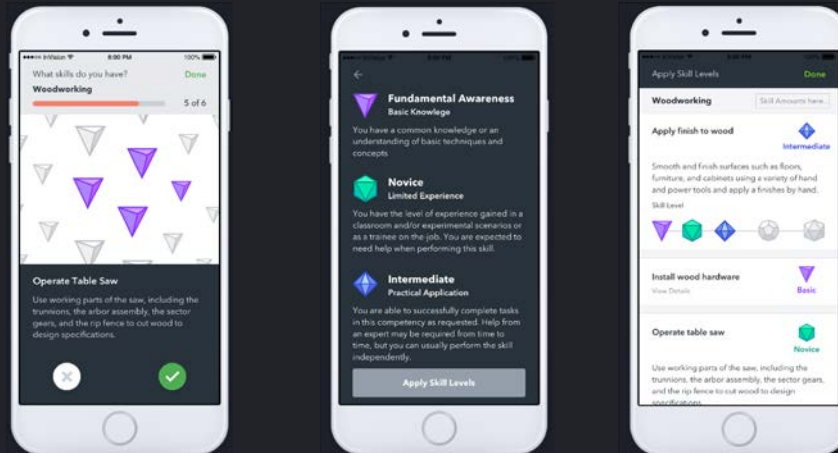 InVision 8:00 PM 100%
What skills do you have? Done
Woodworking
5 of 6
Operate Table Saw
Use working parts of the saw, including the
trunnions, the arbor assembly, the sector
gears, and the rip fence to cut wood to
design specifications.
InVision 8:00 PM 100%
Fundamental Awareness
Basic Knowlege
You have a common knowledge or an
understanding of basic techniques and
concepts
Novice
Limited Experience
You have the level of experience gained in a
classroom and/or experimental scenarios or
as a trainee on the job. You are expected to
need help when performing this skill.
Intermediate
Practical Application
You are able to successfully complete tasks
in this competency as requested. Help from
an expert may be required from time to
time, but you can usually perform the skill
independently.
Apply Skill Levels
8:00 PM 100%
Apply Skill Levels Done
Woodworking Skill Amounts here..
Apply finish to wood
Intermediate
Smooth and finish surfaces such as floors,
furniture, and cabinets using a variety of hand
and power tools and apply a finishes by hand.
Skill Level
Install wood hardware
View Details Basic
Operate table saw
Novice
Use working parts of the saw, including the
trunnions, the arbor assembly, the sector gears,
and the rip fence to cut wood to design
specifications.